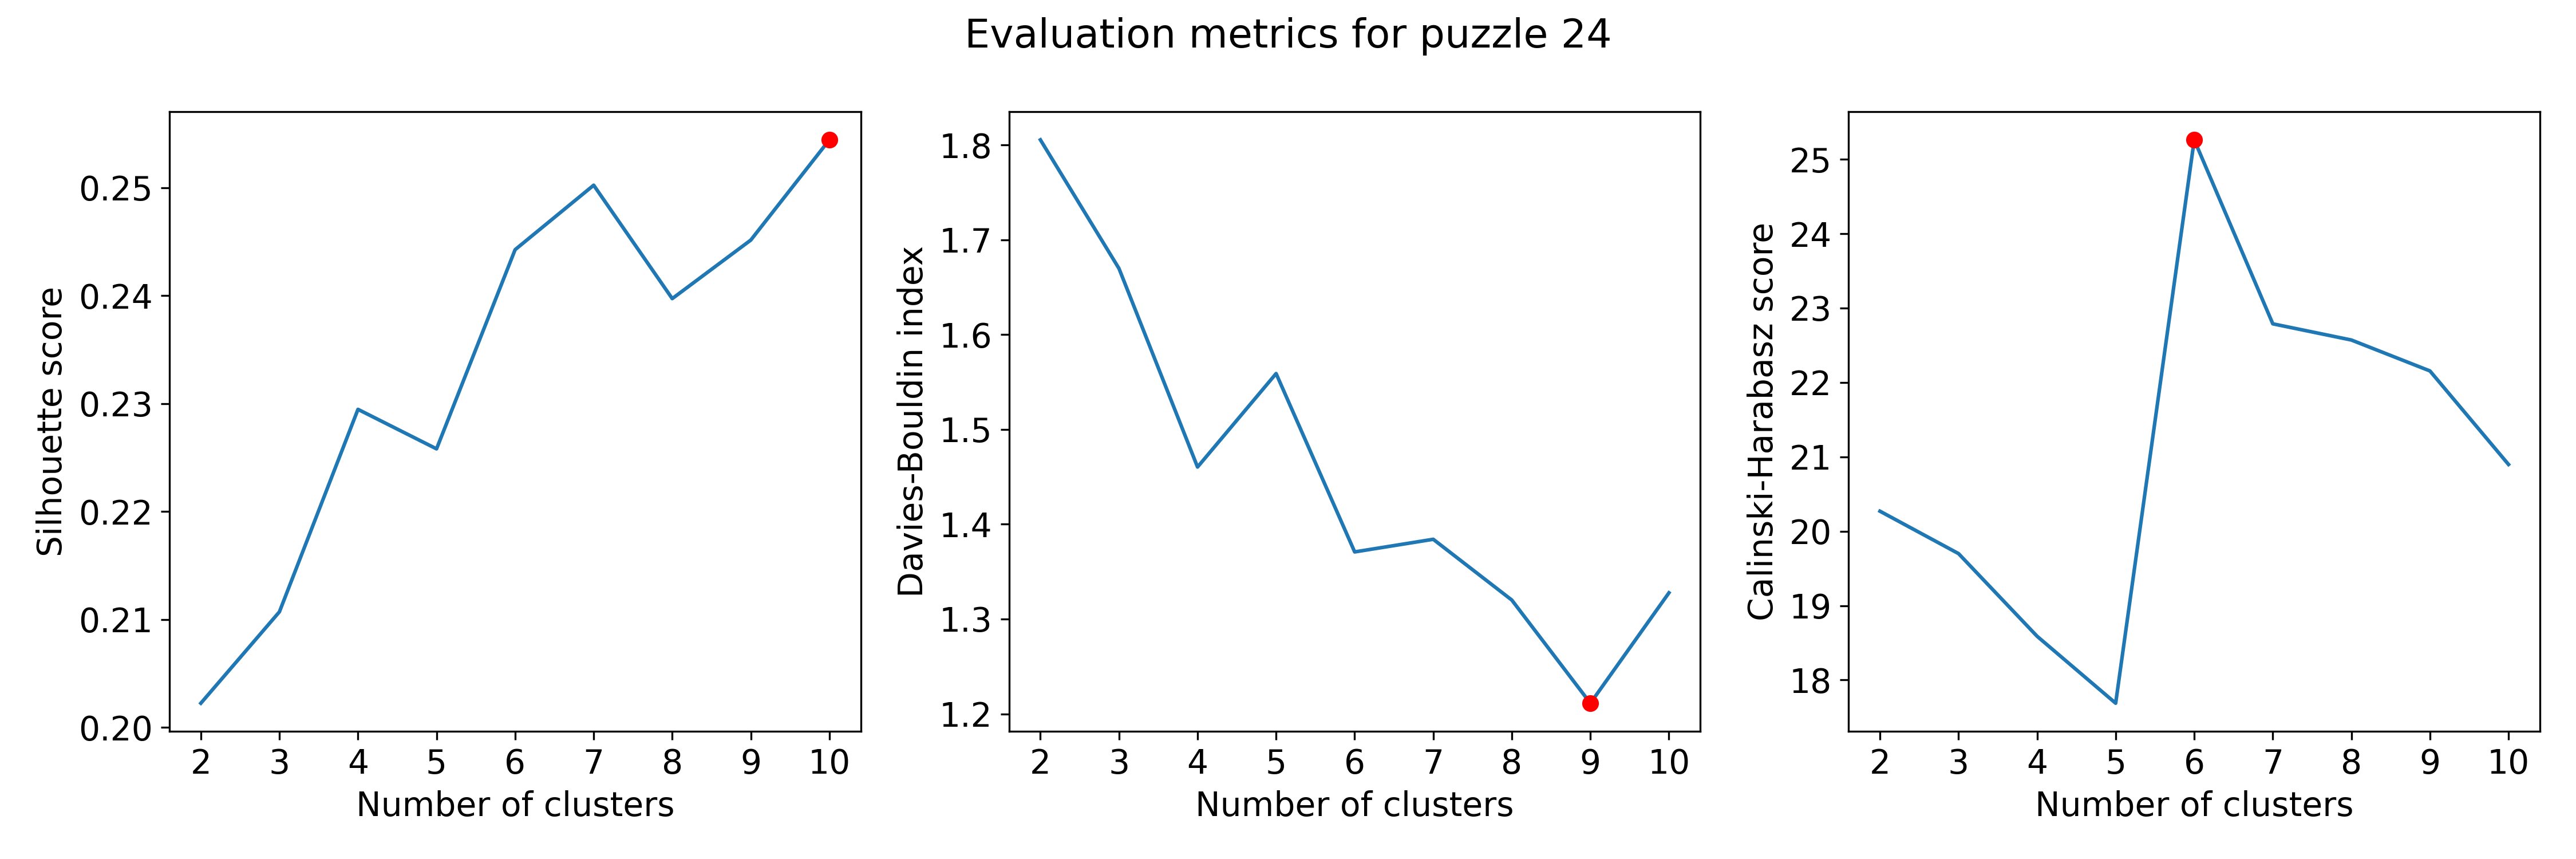 Evaluation metrics for puzzle 24
Silhouette score
0.25
0.24
0.23
0.22
0.21
0.20
2 3 4 5 6 7 8 9 10
Number of clusters
Davies-Bouldin index
1.8
1.7
1.6
1.5
1.4
1.3
1.2
2 3 4 5 6 7 8 9 10
Number of clusters
Calinski-Harabasz score
25
24
23
22
21
20
19
18
2 3 4 5 6 7 8 9 10
Number of clusters